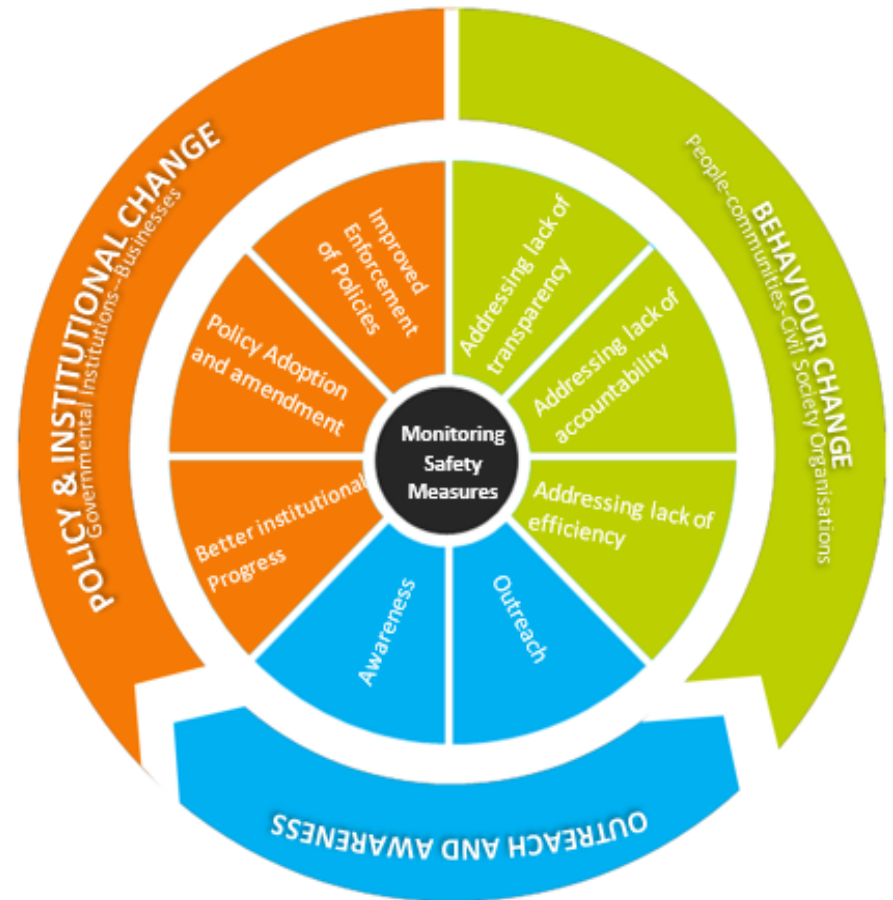 POLICY & INSTITUTIONAL CHANGE
Governmental Institutions--Businesses
BEHAVIOUR CHANGE
People-communities-Civil Society Organisations
OUTREACH AND AWARENESS
Improved
Enforcement
of Policies
Policy Adoption
and amendment
Better institutional
Progress
Awareness
Outreach
Addressing lack of
efficiency
Addressing lack of
accountability
Addressing lack of
transparency
Monitoring
Safety
Measures